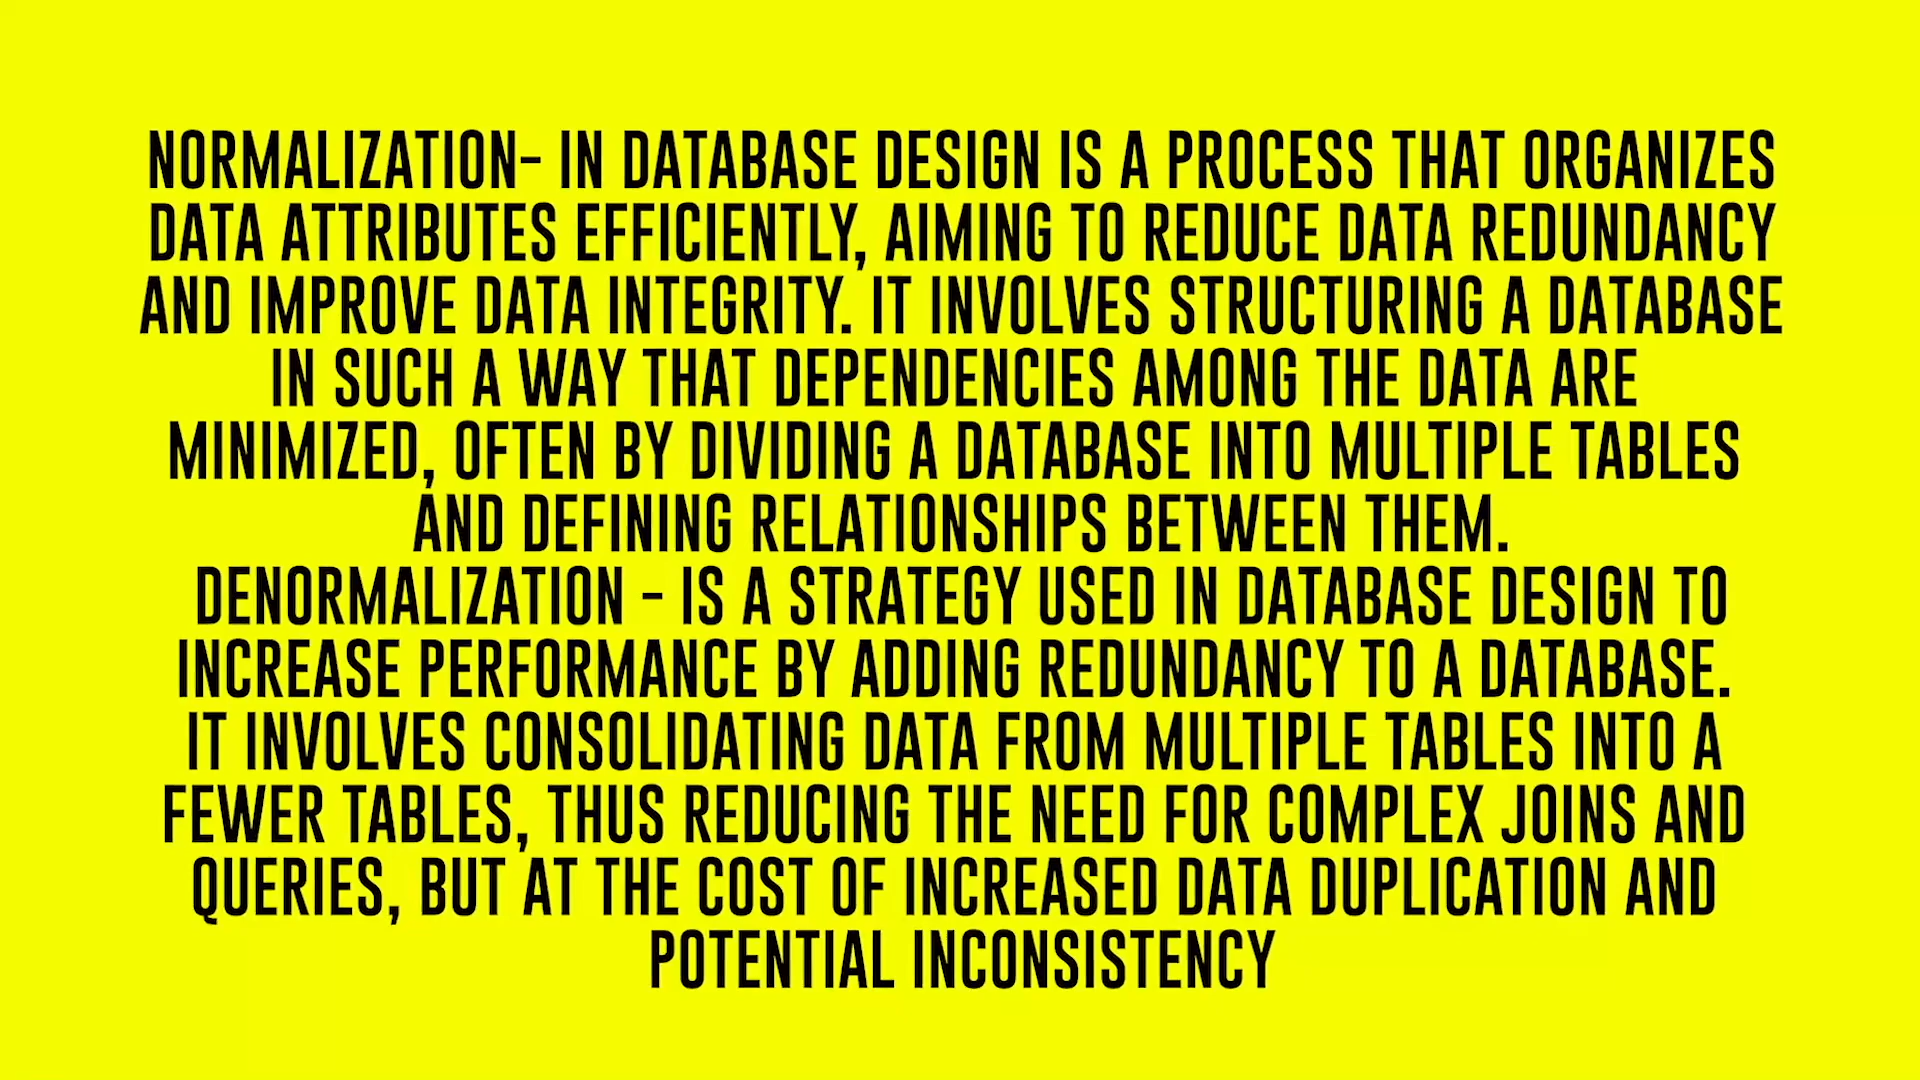 NORMALIZATION- IN DATABASE DESIGN IS A PROCESS THAT ORGANIZES
DATA ATTRIBUTES EFFICIENTLY, AIMING TO REDUCE DATA REDUNDANCY
AND IMPROVE DATA INTEGRITY. IT INVOLVES STRUCTURING A DATABASE
IN SUCH A WAY THAT DEPENDENCIES AMONG THE DATA ARE
MINIMIZED, OFTEN BY DIVIDING A DATABASE INTO MULTIPLE TABLES
AND DEFINING RELATIONSHIPS BETWEEN THEM.
DENORMALIZATION - IS A STRATEGY USED IN DATABASE DESIGN TO
INCREASE PERFORMANCE BY ADDING REDUNDANCY TO A DATABASE.
IT INVOLVES CONSOLIDATING DATA FROM MULTIPLE TABLES INTO A
FEWER TABLES, THUS REDUCING THE NEED FOR COMPLEX JOINS AND
QUERIES, BUT AT THE COST OF INCREASED DATA DUPLICATION AND
POTENTIAL INCONSISTENCY